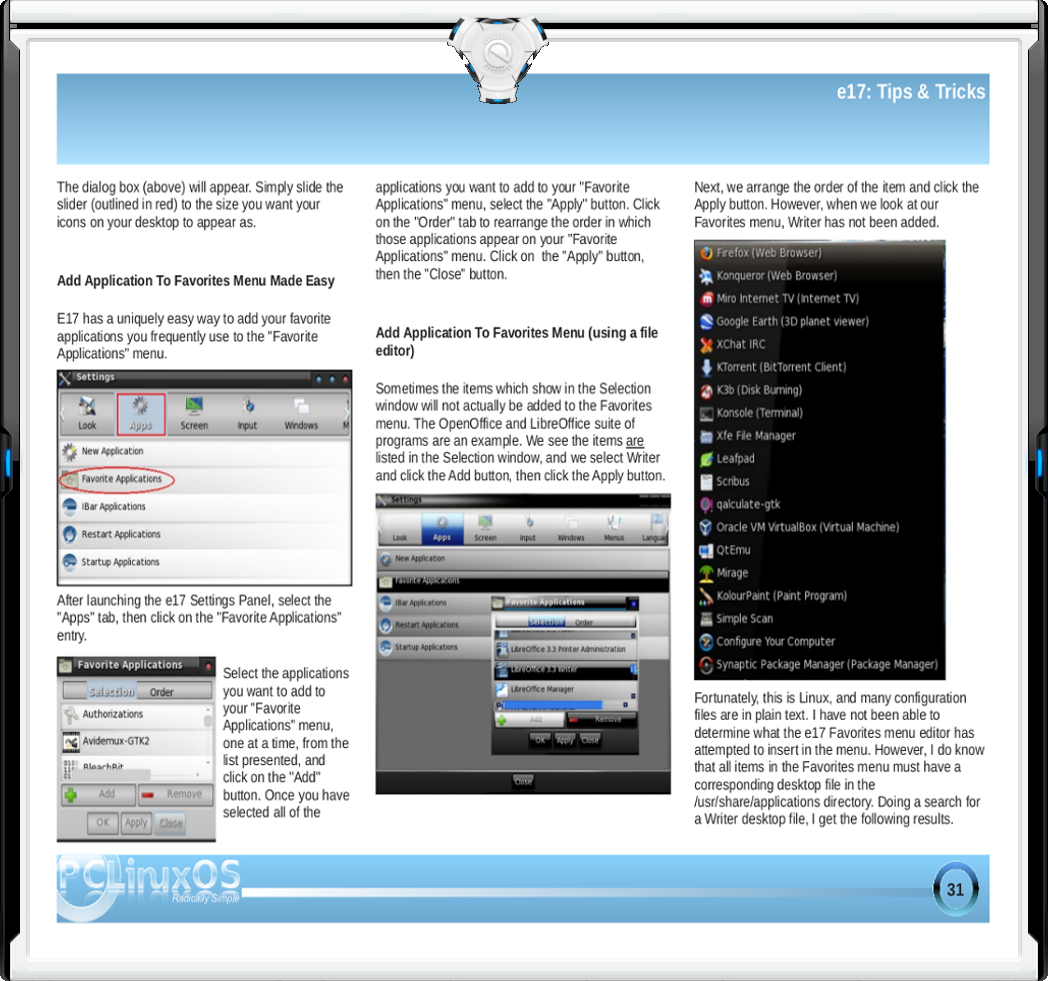 e17: Tips & Tricks
The dialog box (above) will appear. Simply slide the
slider (outlined in red) to the size you want your
icons on your desktop to appear as.
Add Application To Favorites Menu Made Easy
E17 has a uniquely easy way to add your favorite
applications you frequently use to the "Favorite
Applications" menu.
Settings
Look Apps Screen Input Windows M
New Application
Favorite Applications
IBar Applications
Restart Applications
Startup Applications
After launching the e17 Settings Panel, select the
"Apps" tab, then click on the "Favorite Applications"
entry.
Favorite Applications
Selection Order
Authorizations
Avidemux-GTK2
BleachBit
Add Remove
OK Apply Close
Select the applications
you want to add to
your "Favorite
Applications" menu,
one at a time, from the
list presented, and
click on the "Add"
button. Once you have
selected all of the
applications you want to add to your "Favorite
Applications" menu, select the "Apply" button. Click
on the "Order" tab to rearrange the order in which
those applications appear on your "Favorite
Applications" menu. Click on the "Apply" button,
then the "Close" button.
Add Application To Favorites Menu (using a file
editor)
Sometimes the items which show in the Selection
window will not actually be added to the Favorites
menu. The OpenOffice and LibreOffice suite of
programs are an example. We see the items are
listed in the Selection window, and we select Writer
and click the Add button, then click the Apply button.
Settings
Look Apps Screen Input Windows Menus Langua
New Application
Favorite Applications
IBar Applications
Restart Applications
Startup Applications
Favorite Applications
Selection Order
LibreOffice 3.3 Printer Administration
LibreOffice 3.3 Writer
LibreOffice Manager
Add Remove
OK Apply Close
Close
Next, we arrange the order of the item and click the
Apply button. However, when we look at our
Favorites menu, Writer has not been added.
Firefox (Web Browser)
Konqueror (Web Browser)
Miro Internet TV (Internet TV)
Google Earth (3D planet viewer)
XChat IRC
KTorrent (BitTorrent Client)
K3b (Disk Burning)
Konsole (Terminal)
Xfe File Manager
Leafpad
Scribus
qalculate-gtk
Oracle VM VirtualBox (Virtual Machine)
QtEmu
Mirage
KolourPaint (Paint Program)
Simple Scan
Configure Your Computer
Synaptic Package Manager (Package Manager)
Fortunately, this is Linux, and many configuration
files are in plain text. I have not been able to
determine what the e17 Favorites menu editor has
attempted to insert in the menu. However, I do know
that all items in the Favorites menu must have a
corresponding desktop file in the
/usr/share/applications directory. Doing a search for
a Writer desktop file, I get the following results.
PCLinuxOS
Radically Simple
31